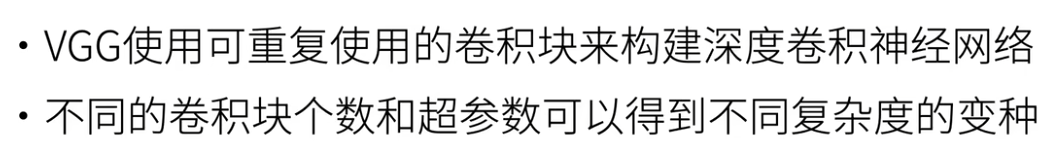 • VGG使用可重复使用的卷积块来构建深度卷积神经网络
• 不同的卷积块个数和超参数可以得到不同复杂度的变种